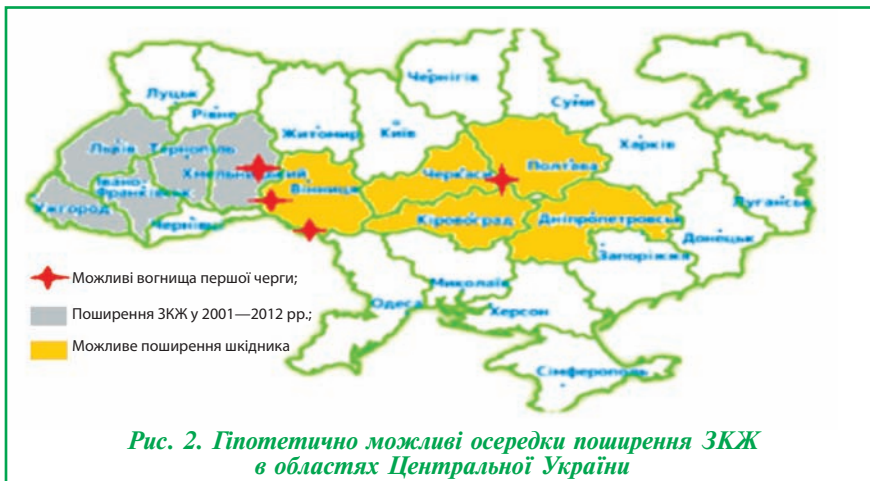 Чернігів
Луцьк
Рівне
Суми
Житомир
Київ
Харків
Львів
Тернопіль
Хмельницький
Вінниця
Черкаси
Полтава
Івано-
Франківськ
Ужгород
Чернівці
Кіровоград
Дніпропетровськ
Луганськ
Донецьк
Запоріжжя
Миколаїв
Одеса
Херсон
Сімферополь
Можливі вогнища першої черги;
Поширення ЗКЖ у 2001—2012 рр.;
Можливе поширення шкідника
Рис. 2. Гіпотетично можливі осередки поширення ЗКЖ
в областях Центральної України